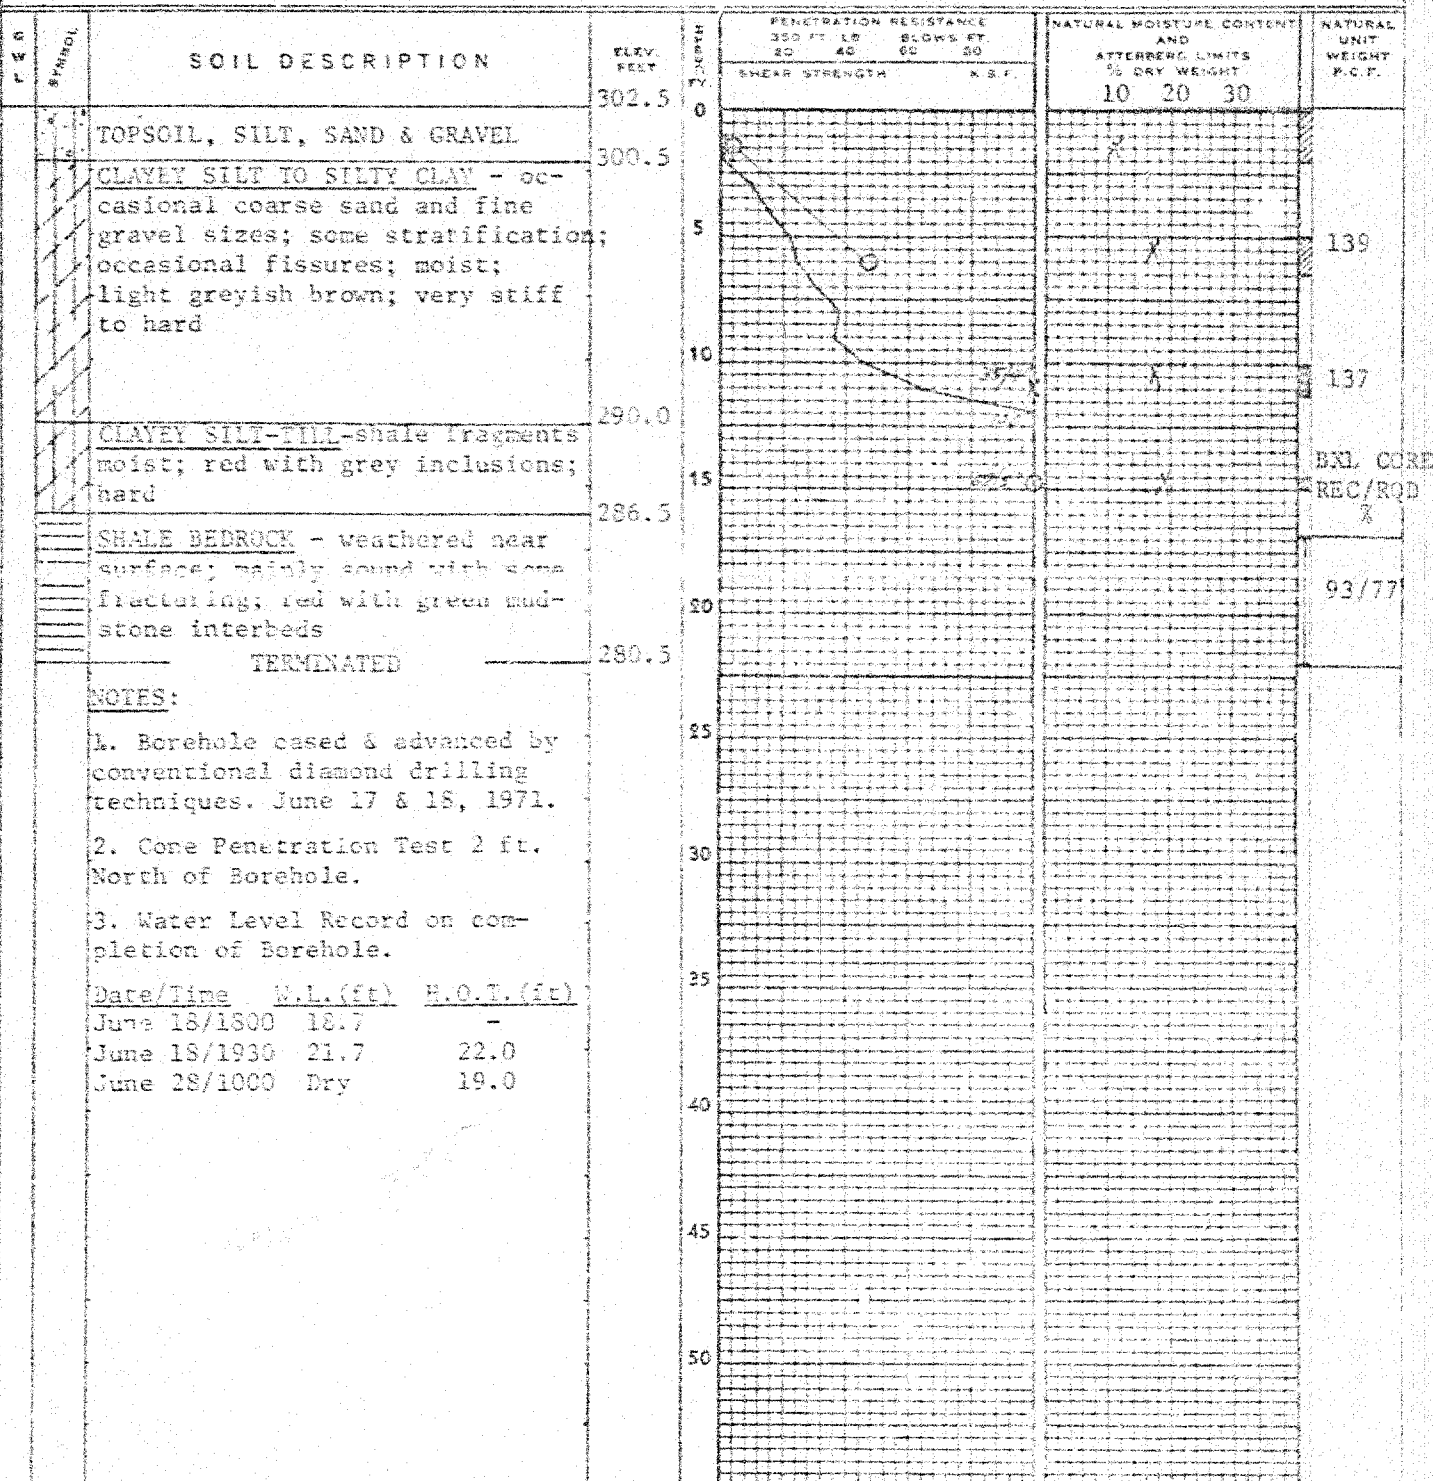 SYMBOL
SOIL DESCRIPTION
ELEV. FEET
302.5
DEPTH
PENETRATION RESISTANCE
350 FT. LB BLOWS FT.
20 40 60 80
SHEAR STRENGTH K.S.F.
NATURAL MOISTURE CONTENT
AND
ATTERBERG LIMITS
% DRY WEIGHT
10 20 30
NATURAL
UNIT
WEIGHT
P.C.F.
0
TOPSOIL, SILT, SAND & GRAVEL
300.5
CLAYEY SILT TO SILTY CLAY - oc-
casional coarse sand and fine
gravel sizes; some stratification;
occasional fissures; moist;
light greyish brown; very stiff
to hard
5
139
10
137
290.0
CLAYEY SILT-TILL-shale fragments
moist; red with grey inclusions;
hard
15
BXL CORE
REC/RQD
%
286.5
SHALE BEDROCK - weathered near
surface; mainly sound with some
fracturing; red with green mud-
stone interbeds
20
93/77
TERMINATED
280.5
NOTES:
1. Borehole cased & advanced by
conventional diamond drilling
techniques. June 17 & 18, 1971.
25
2. Cone Penetration Test 2 ft.
North of Borehole.
30
3. Water Level Record on com-
pletion of Borehole.
35
Date/Time W.L.(ft) H.O.T.(ft)
June 18/1800 18.7 -
June 18/1930 21.7 22.0
June 28/1000 Dry 19.0
40
45
50